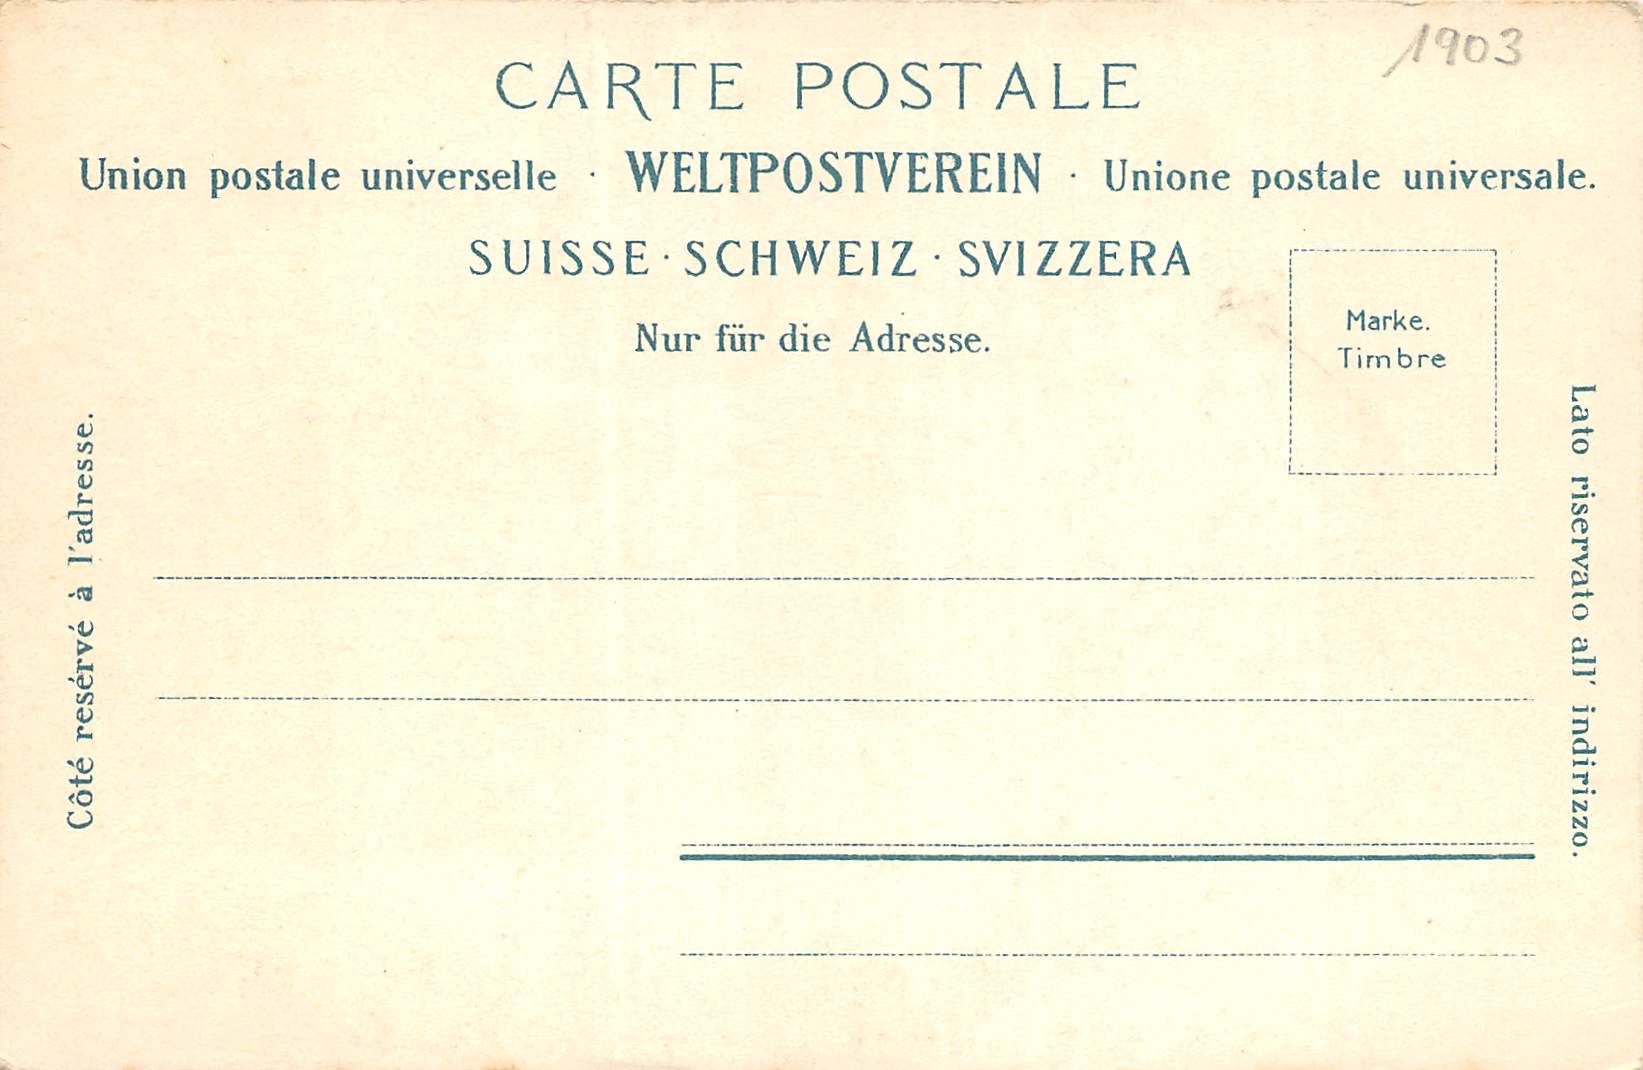 1903
CARTE POSTALE
Union postale universelle · WELTPOSTVEREIN · Unione postale universale.
SUISSE · SCHWEIZ · SVIZZERA
Nur für die Adresse.
Marke.
Timbre
Côté resérvé à l'adresse.
Lato riservato all' indirizzo.